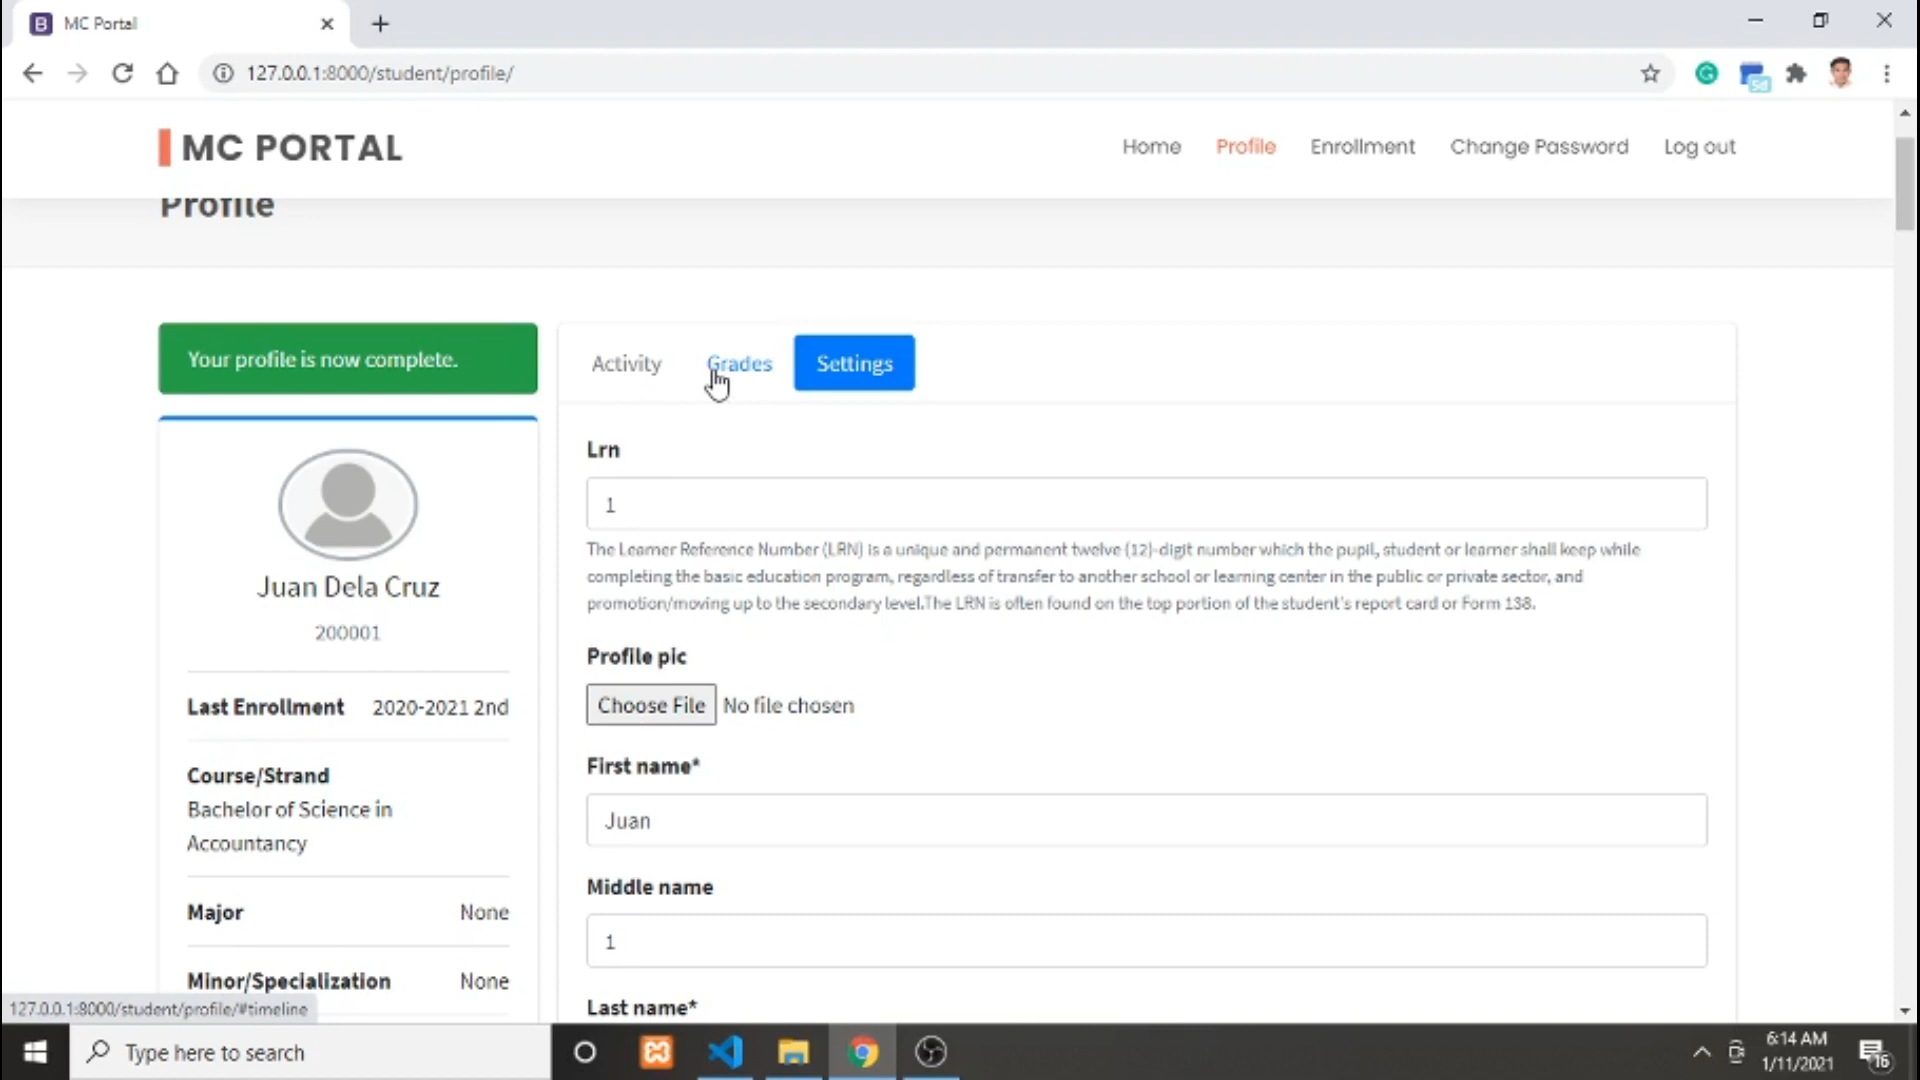 MC Portal
127.0.0.1:8000/student/profile/
MC PORTAL
Home Profile Enrollment Change Password Log out
Profile
Your profile is now complete.
Activity Grades Settings
Juan Dela Cruz
200001
Last Enrollment 2020-2021 2nd
Course/Strand
Bachelor of Science in
Accountancy
Major None
Minor/Specialization None
Lrn
1
The Learner Reference Number (LRN) is a unique and permanent twelve (12)-digit number which the pupil, student or learner shall keep while
completing the basic education program, regardless of transfer to another school or learning center in the public or private sector, and
promotion/moving up to the secondary level.The LRN is often found on the top portion of the student's report card or Form 138.
Profile pic
Choose File No file chosen
First name*
Juan
Middle name
1
Last name*
127.0.0.1:8000/student/profile/#timeline
Type here to search
6:14 AM
1/11/2021
16